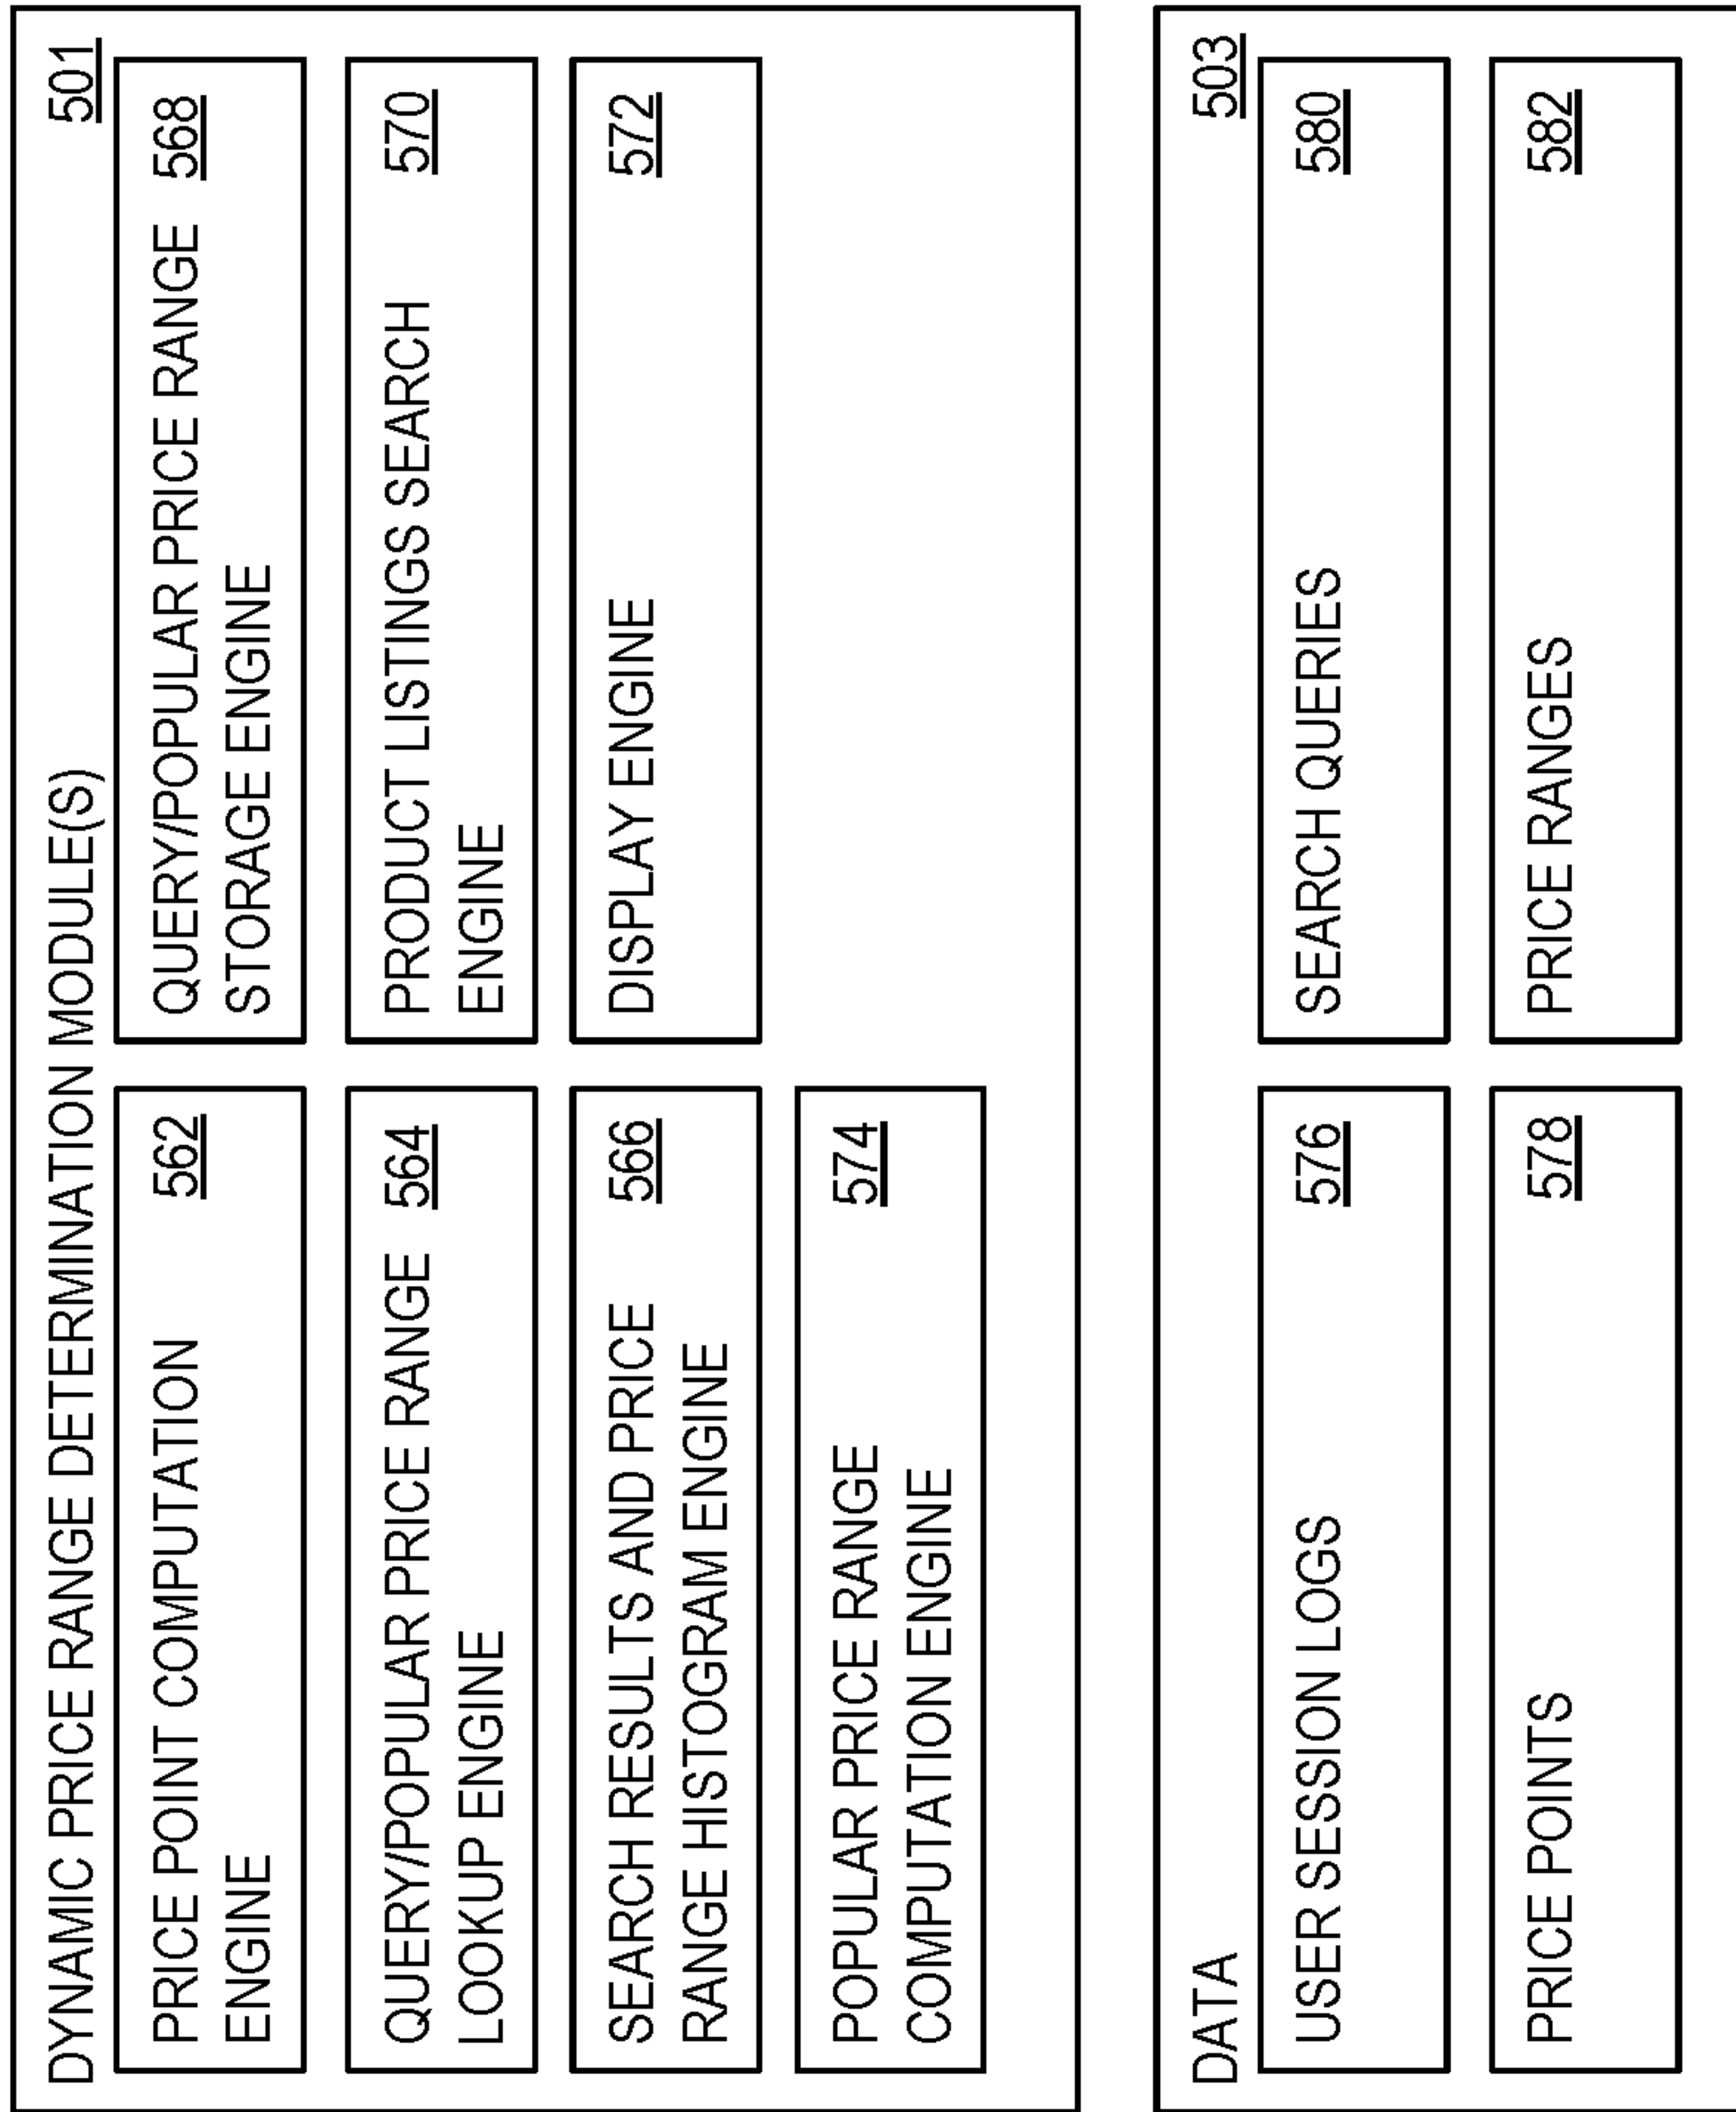 DYNAMIC PRICE RANGE DETERMINATION MODULE(S) 501
PRICE POINT COMPUTATION 562
ENGINE
QUERY/POPULAR PRICE RANGE 564
LOOKUP ENGINE
SEARCH RESULTS AND PRICE 566
RANGE HISTOGRAM ENGINE
POPULAR PRICE RANGE 574
COMPUTATION ENGINE
QUERY/POPULAR PRICE RANGE 568
STORAGE ENGINE
PRODUCT LISTINGS SEARCH 570
ENGINE
DISPLAY ENGINE 572
DATA 503
USER SESSION LOGS 576
PRICE POINTS 578
SEARCH QUERIES 580
PRICE RANGES 582